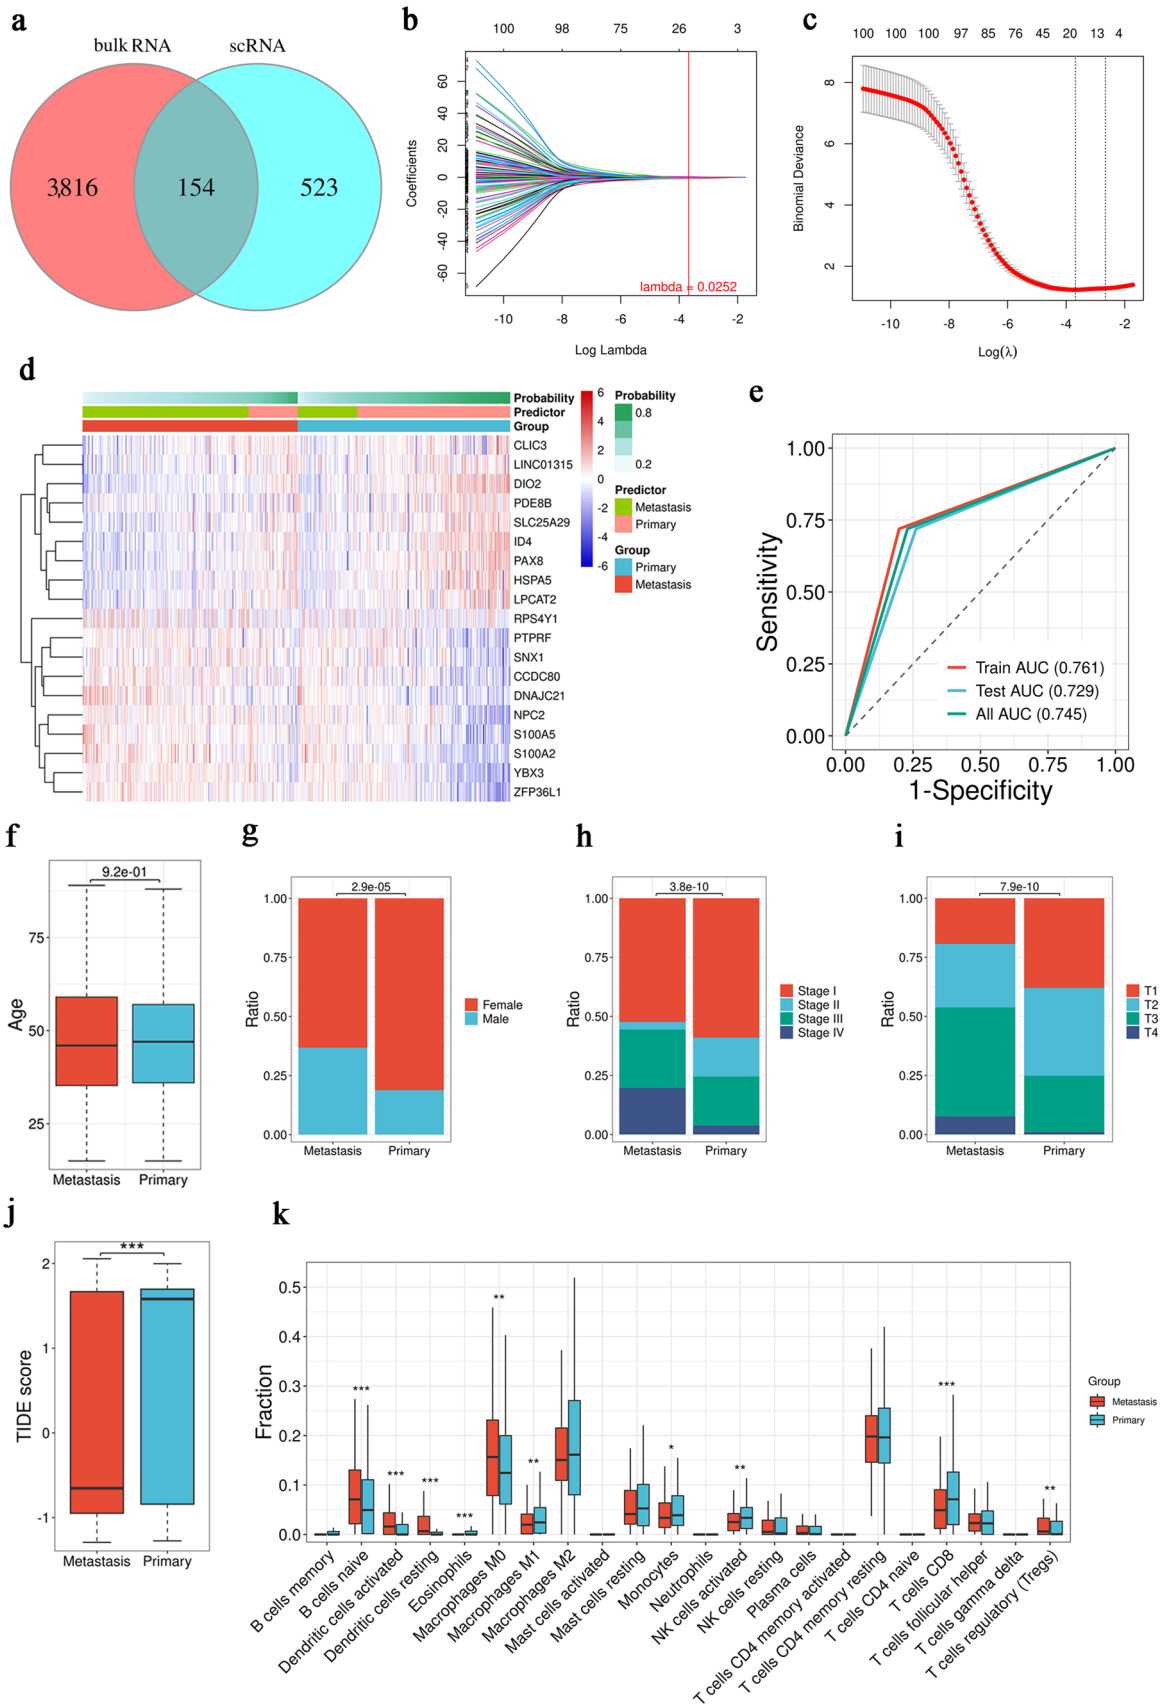 a
bulk RNA
scRNA
3,816
154
523
b
100 98 75 26 3
Coefficients
60
40
20
0
-20
-40
-60
lambda = 0.0252
-10 -8 -6 -4 -2
Log Lambda
c
100 100 100 97 85 76 45 20 13 4
Binomial Deviance
8
6
4
2
-10 -8 -6 -4 -2
Log(λ)
d
Probability
Predictor
Group
CLIC3
LINC01315
DIO2
PDE8B
SLC25A29
ID4
PAX8
HSPA5
LPCAT2
RPS4Y1
PTPRF
SNX1
CCDC80
DNAJC21
NPC2
S100A5
S100A2
YBX3
ZFP36L1
6
4
2
0
-2
-4
-6
Probability
0.8
0.2
Predictor
Metastasis
Primary
Group
Primary
Metastasis
e
Sensitivity
1.00
0.75
0.50
0.25
0.00
Train AUC (0.761)
Test AUC (0.729)
All AUC (0.745)
0.00 0.25 0.50 0.75 1.00
1-Specificity
f
9.2e-01
Age
75
50
25
Metastasis Primary
g
2.9e-05
Ratio
1.00
0.75
0.50
0.25
0.00
Metastasis Primary
Female
Male
h
3.8e-10
Ratio
1.00
0.75
0.50
0.25
0.00
Metastasis Primary
Stage I
Stage II
Stage III
Stage IV
i
7.9e-10
Ratio
1.00
0.75
0.50
0.25
0.00
Metastasis Primary
T1
T2
T3
T4
j
***
TIDE score
2
1
0
-1
Metastasis Primary
k
Fraction
0.5
0.4
0.3
0.2
0.1
0.0
***
***
***
***
**
**
*
**
***
**
B cells memory
B cells naive
Dendritic cells activated
Dendritic cells resting
Eosinophils
Macrophages M0
Macrophages M1
Macrophages M2
Mast cells activated
Mast cells resting
Monocytes
Neutrophils
NK cells activated
NK cells resting
Plasma cells
T cells CD4 memory activated
T cells CD4 memory resting
T cells CD4 naive
T cells CD8
T cells follicular helper
T cells gamma delta
T cells regulatory (Tregs)
Group
Metastasis
Primary